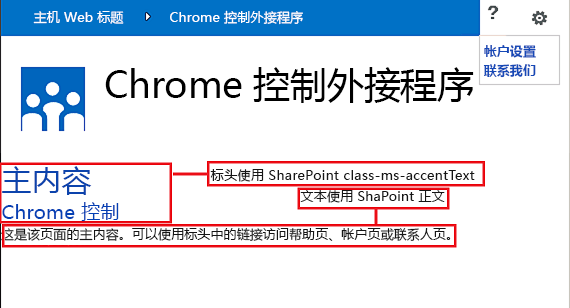 主机 Web 标题 Chrome 控制外接程序 ?
帐户设置
联系我们
Chrome 控制外接程序
主内容
标头使用 SharePoint class-ms-accentText
文本使用 ShaPoint 正文
Chrome 控制
这是该页面的主内容。可以使用标头中的链接访问帮助页、帐户页或联系人页。